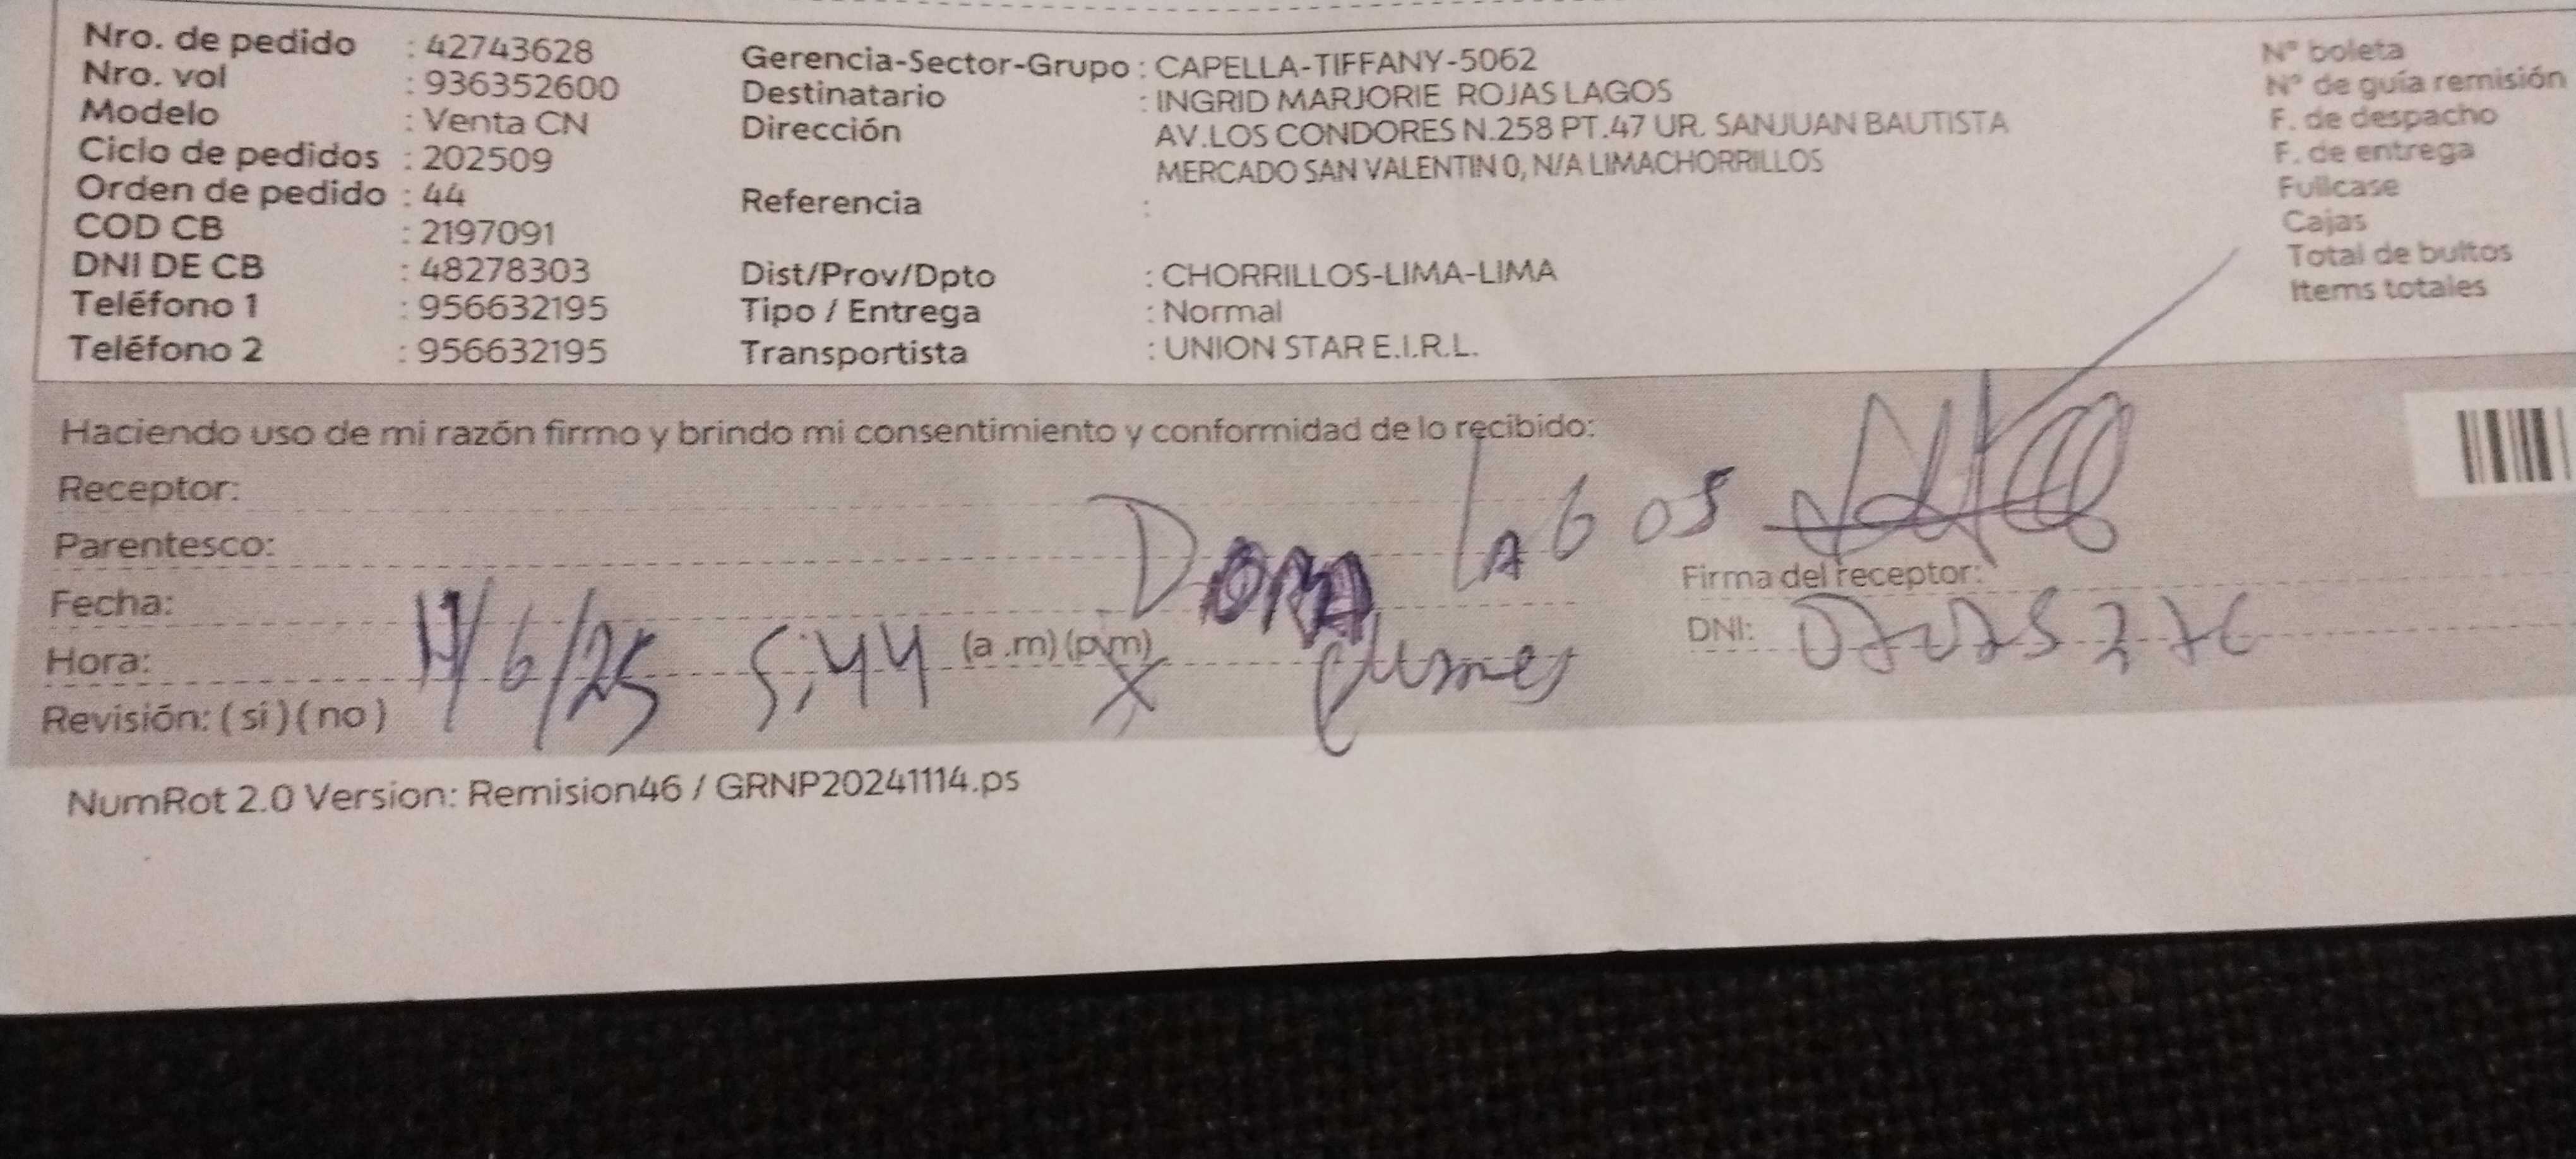 Nro. de pedido : 42743628
Nro. vol : 936352600
Modelo : Venta CN
Ciclo de pedidos : 202509
Orden de pedido : 44
COD CB : 2197091
DNI DE CB : 48278303
Teléfono 1 : 956632195
Teléfono 2 : 956632195
Gerencia-Sector-Grupo : CAPELLA-TIFFANY-5062
Destinatario : INGRID MARJORIE ROJAS LAGOS
Dirección AV.LOS CONDORES N.258 PT.47 UR. SANJUAN BAUTISTA
MERCADO SAN VALENTIN 0, N/A LIMACHORRILLOS
Referencia :
Dist/Prov/Dpto : CHORRILLOS-LIMA-LIMA
Tipo / Entrega : Normal
Transportista : UNION STAR E.I.R.L.
N° boleta
N° de guía remisión
F. de despacho
F. de entrega
Fullcase
Cajas
Total de bultos
Items totales
Haciendo uso de mi razón firmo y brindo mi consentimiento y conformidad de lo recibido:
Receptor:
Parentesco: DORA LAGOS
Firma del receptor:
Fecha:
DNI:
Hora: 5:44 (a .m) (p.m) X
Revisión: ( si ) ( no )
NumRot 2.0 Version: Remision46 / GRNP20241114.ps